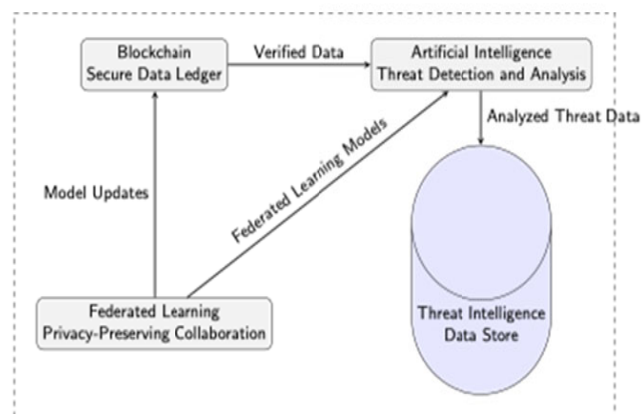 Blockchain
Secure Data Ledger
Verified Data
Artificial Intelligence
Threat Detection and Analysis
Analyzed Threat Data
Federated Learning Models
Model Updates
Federated Learning
Privacy-Preserving Collaboration
Threat Intelligence
Data Store